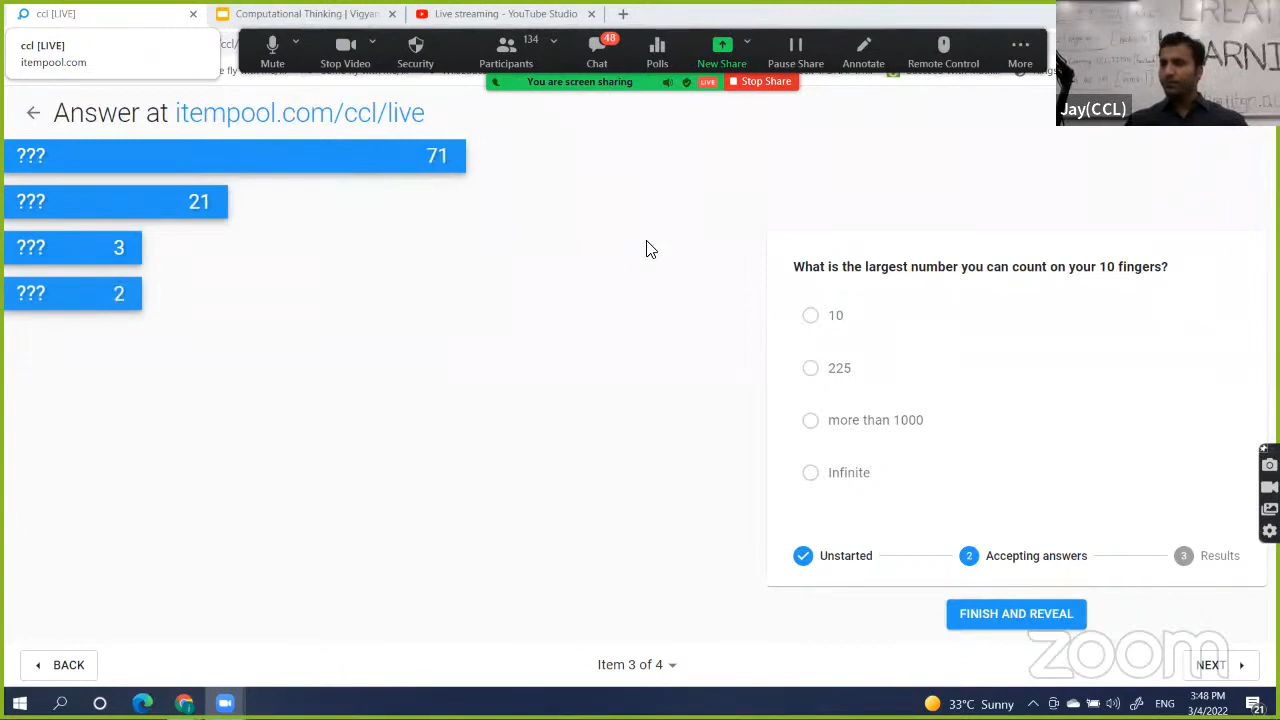 ccl [LIVE]
Computational Thinking | Vigyan
Live streaming - YouTube Studio
ccl [LIVE]
itempool.com
Mute
Stop Video
Security
134
Participants
48
Chat
Polls
New Share
Pause Share
Annotate
Remote Control
More
You are screen sharing
LIVE
Stop Share
Jay(CCL)
Answer at itempool.com/ccl/live
??? 71
??? 21
??? 3
??? 2
What is the largest number you can count on your 10 fingers?
10
225
more than 1000
Infinite
Unstarted
2 Accepting answers
3 Results
FINISH AND REVEAL
zoom
BACK
Item 3 of 4
NEXT
33°C Sunny
ENG
3:48 PM
3/4/2022
21